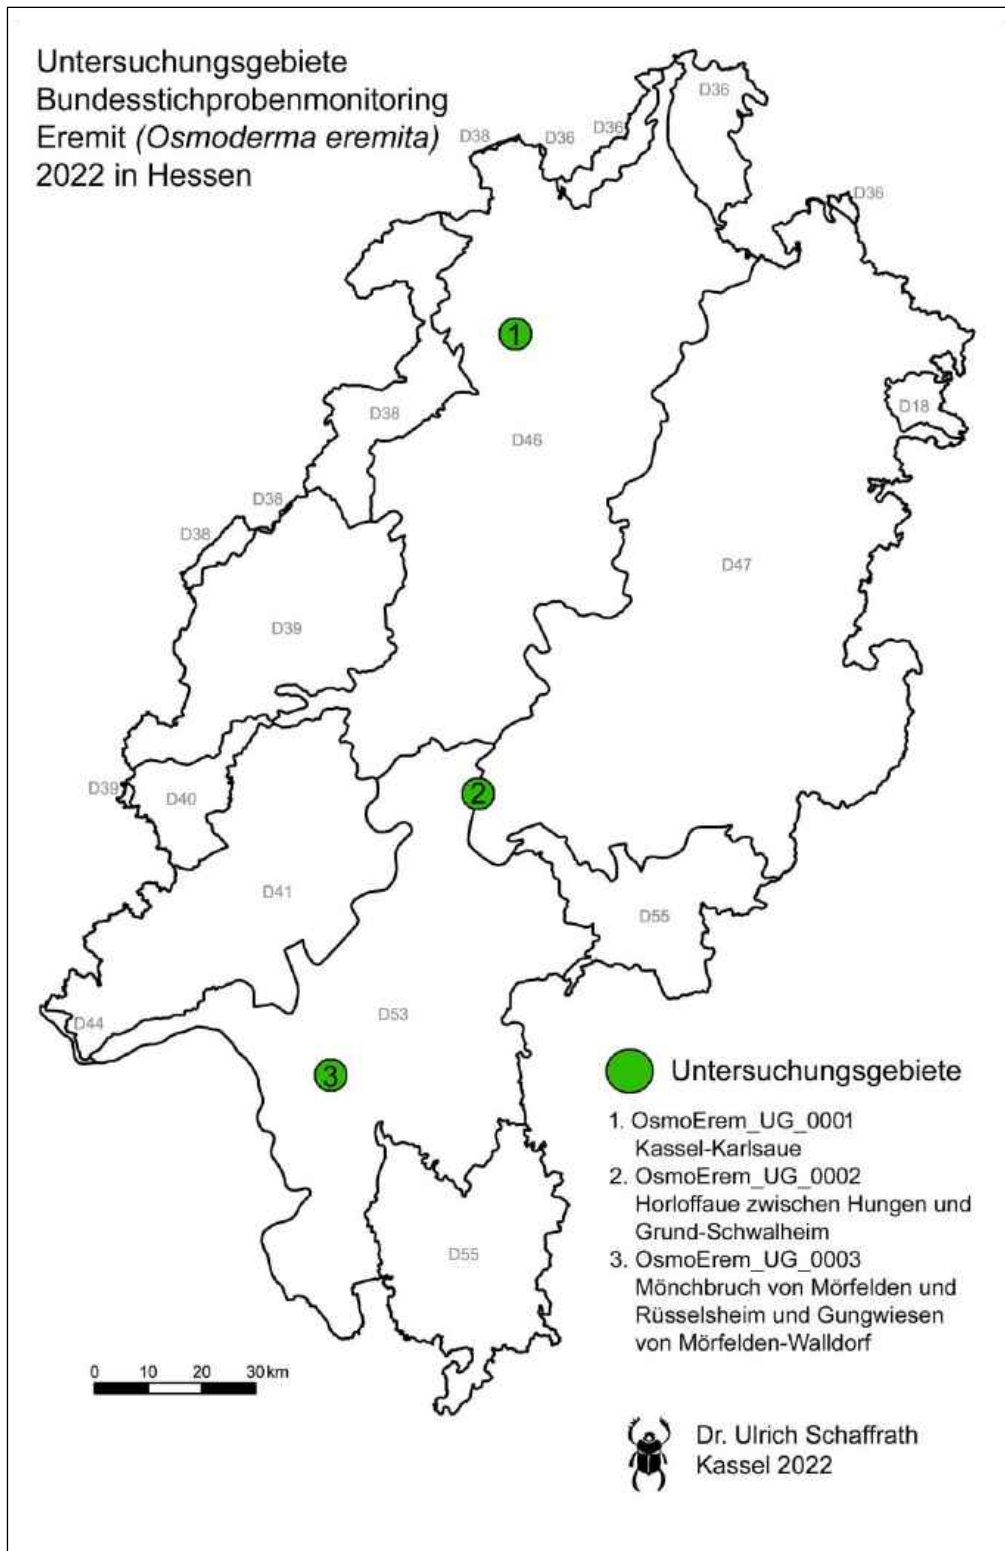 Untersuchungsgebiete
Bundesstichprobenmonitoring
Eremit (Osmoderma eremita)
2022 in Hessen
D36
D38
D36
D36
D36
1
D38
D18
D46
D38
D38
D47
D39
D39
D40
2
D41
D55
D53
D44
3
D55
Untersuchungsgebiete
1. OsmoErem_UG_0001
Kassel-Karlsaue
2. OsmoErem_UG_0002
Horloffaue zwischen Hungen und
Grund-Schwalheim
3. OsmoErem_UG_0003
Mönchbruch von Mörfelden und
Rüsselsheim und Gungwiesen
von Mörfelden-Walldorf
0 10 20 30 km
Dr. Ulrich Schaffrath
Kassel 2022